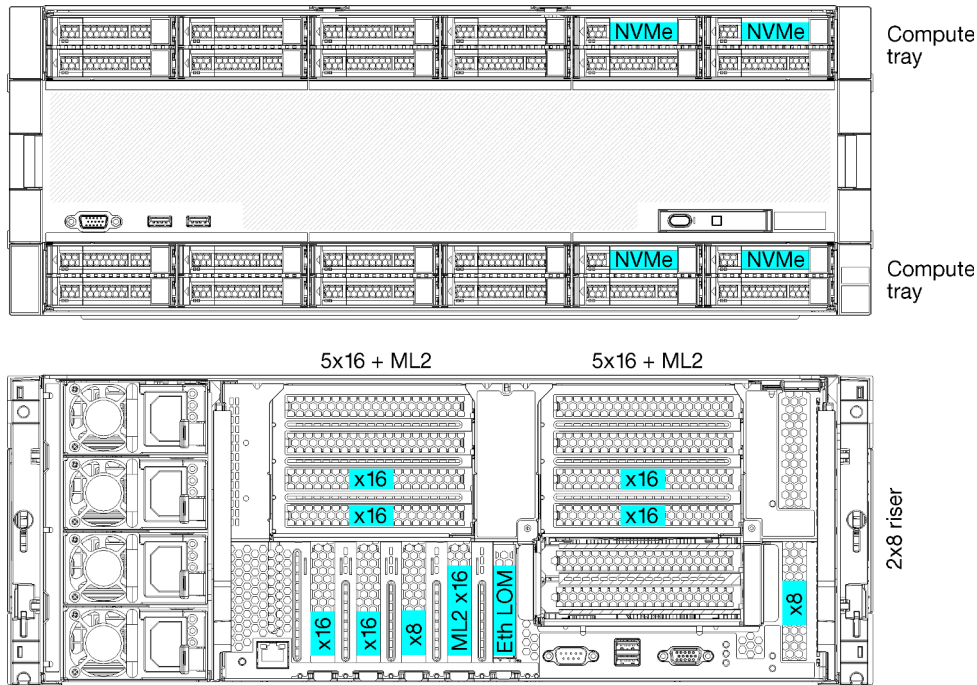 NVMe NVMe
Compute
tray
NVMe NVMe
Compute
tray
5x16 + ML2 5x16 + ML2
x16 x16
x16 x16
2x8 riser
x16 x16 x8 ML2 x16 Eth LOM x8